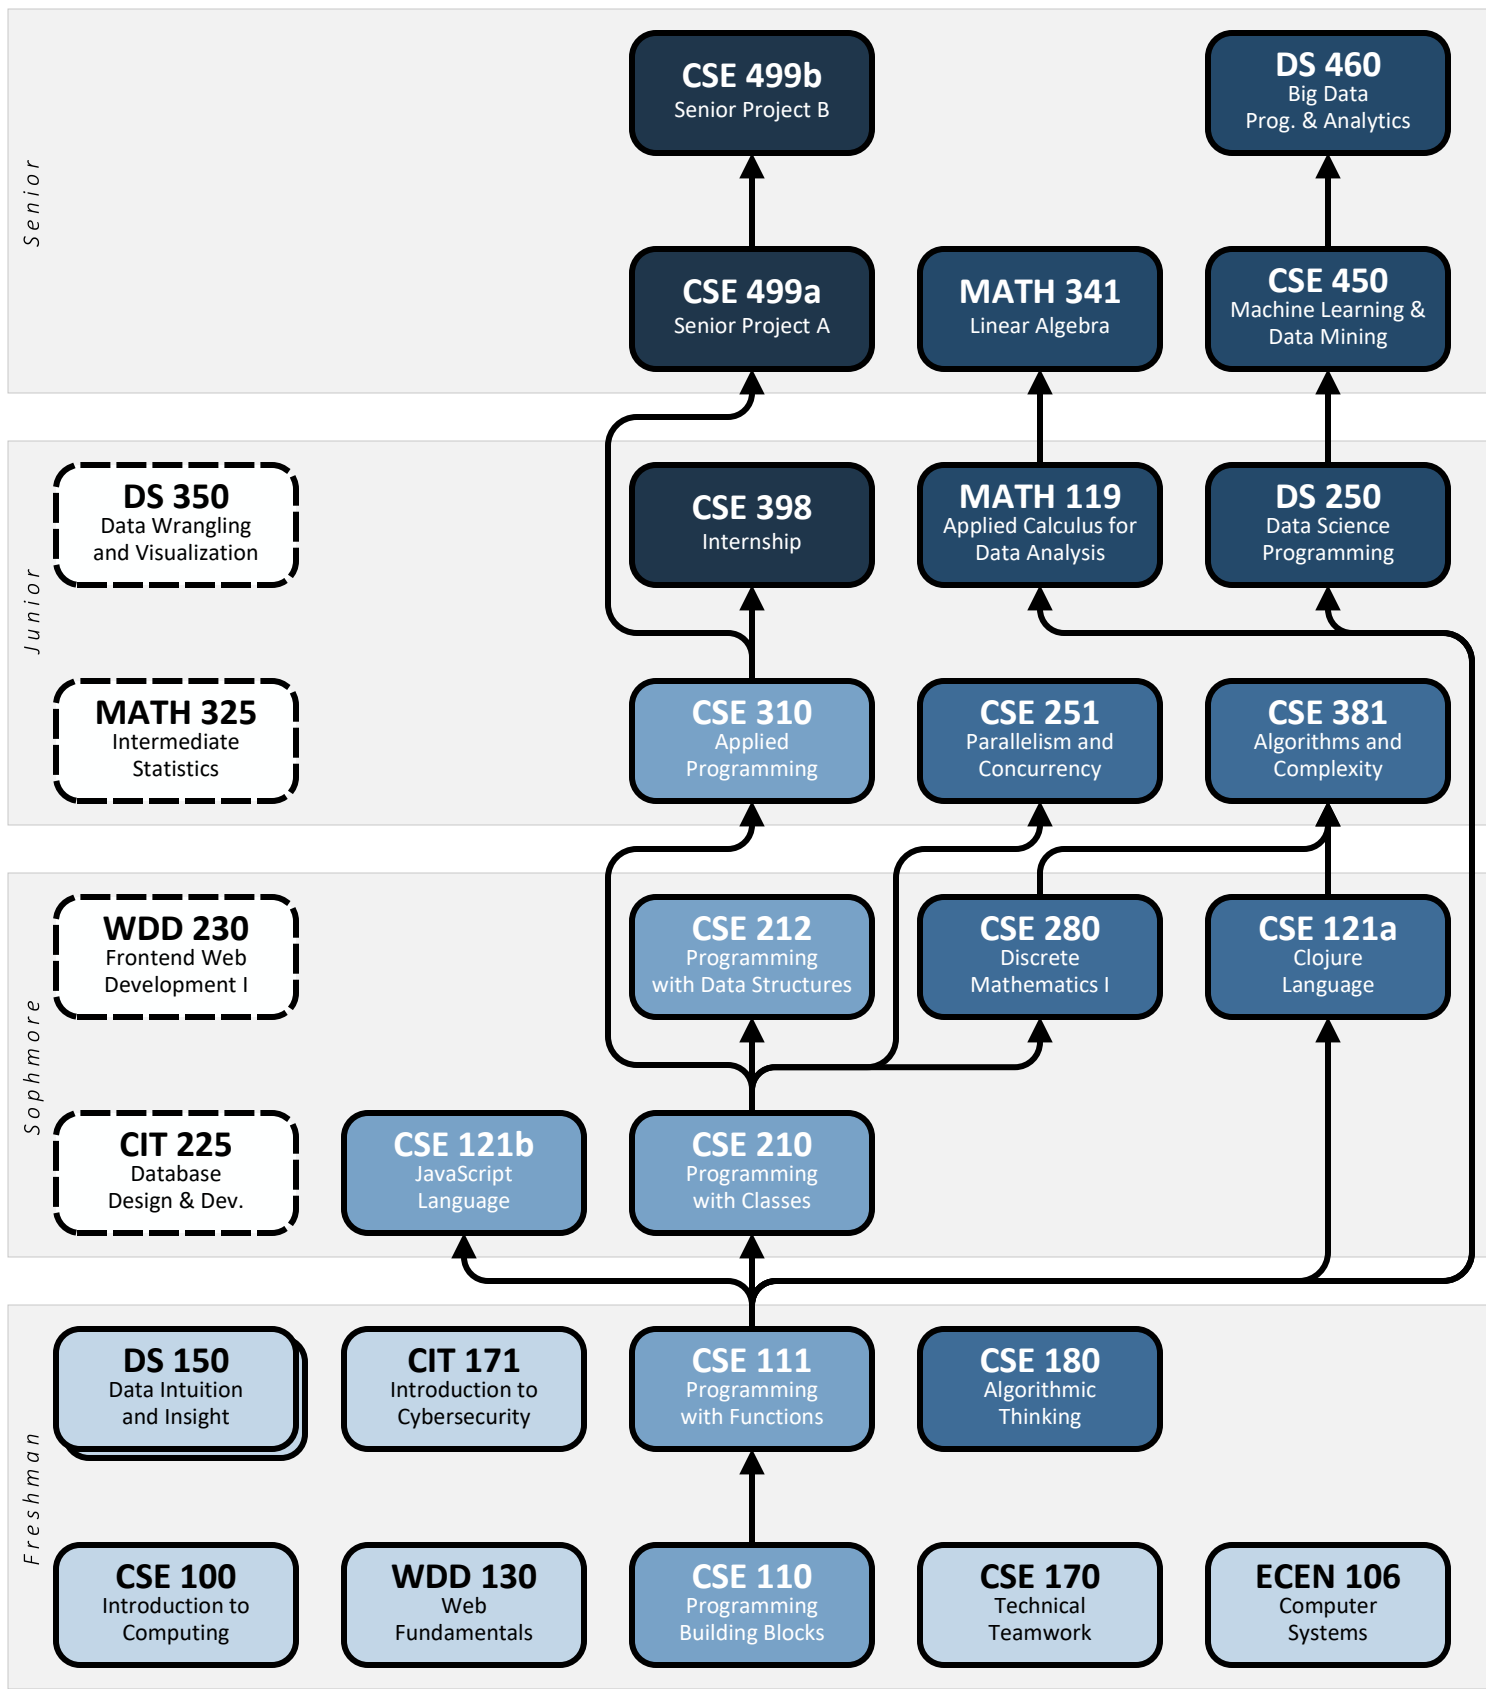 Senior
CSE 499b
Senior Project B
DS 460
Big Data
Prog. & Analytics
CSE 499a
Senior Project A
MATH 341
Linear Algebra
CSE 450
Machine Learning &
Data Mining
Junior
DS 350
Data Wrangling
and Visualization
CSE 398
Internship
MATH 119
Applied Calculus for
Data Analysis
DS 250
Data Science
Programming
MATH 325
Intermediate
Statistics
CSE 310
Applied
Programming
CSE 251
Parallelism and
Concurrency
CSE 381
Algorithms and
Complexity
Sophmore
WDD 230
Frontend Web
Development I
CSE 212
Programming
with Data Structures
CSE 280
Discrete
Mathematics I
CSE 121a
Clojure
Language
CIT 225
Database
Design & Dev.
CSE 121b
JavaScript
Language
CSE 210
Programming
with Classes
Freshman
DS 150
Data Intuition
and Insight
CIT 171
Introduction to
Cybersecurity
CSE 111
Programming
with Functions
CSE 180
Algorithmic
Thinking
CSE 100
Introduction to
Computing
WDD 130
Web
Fundamentals
CSE 110
Programming
Building Blocks
CSE 170
Technical
Teamwork
ECEN 106
Computer
Systems